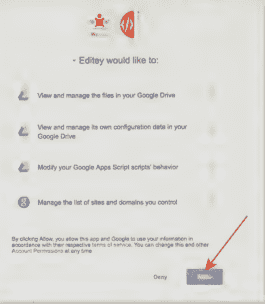 - Editey would like to:
View and manage the files in your Google Drive
View and manage its own configuration data in your
Google Drive
Modify your Google Apps Script scripts' behavior
Manage the list of sites and domains you control
By clicking Allow, you allow this app and Google to use your information in
accordance with their respective terms of service. You can change this and other
Account Permissions at any time
Deny